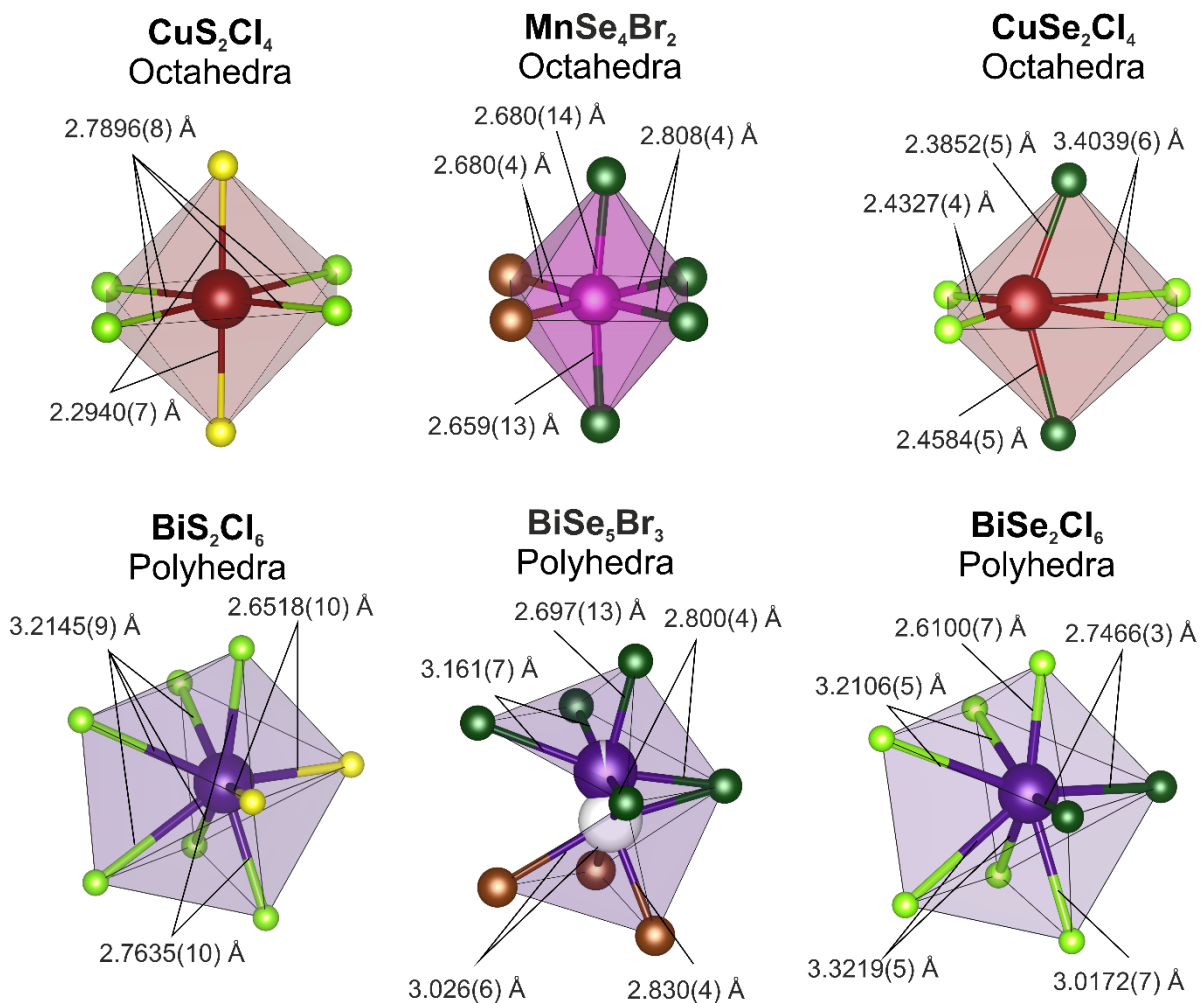 CuS₂Cl₄
Octahedra
2.7896(8) Å
2.2940(7) Å
MnSe₄Br₂
Octahedra
2.680(14) Å
2.808(4) Å
2.680(4) Å
2.659(13) Å
CuSe₂Cl₄
Octahedra
2.3852(5) Å
3.4039(6) Å
2.4327(4) Å
2.4584(5) Å
BiS₂Cl₆
Polyhedra
2.6518(10) Å
3.2145(9) Å
2.7635(10) Å
BiSe₅Br₃
Polyhedra
2.697(13) Å
2.800(4) Å
3.161(7) Å
3.026(6) Å
2.830(4) Å
BiSe₂Cl₆
Polyhedra
2.6100(7) Å
2.7466(3) Å
3.2106(5) Å
3.3219(5) Å
3.0172(7) Å